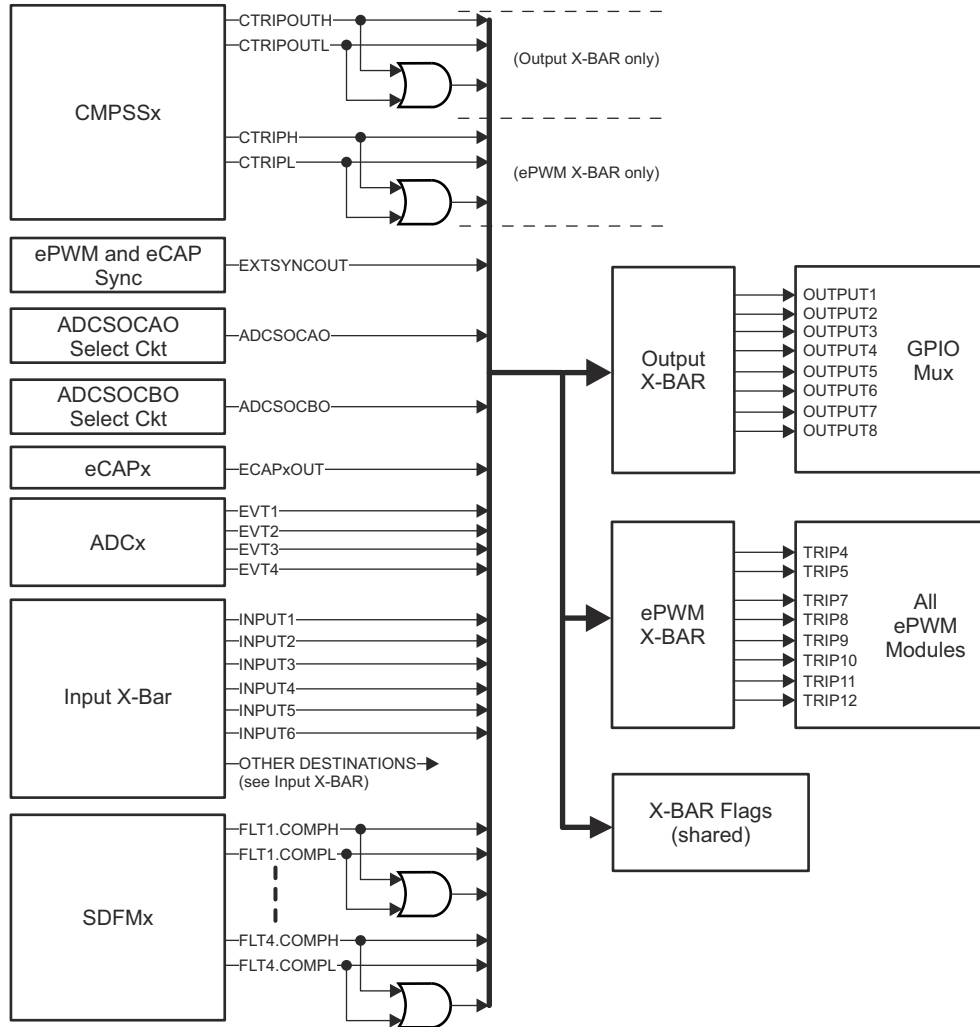 CMPSSx
CTRIPOUTH
CTRIPOUTL
(Output X-BAR only)
CTRIPH
CTRIPL
(ePWM X-BAR only)
ePWM and eCAP
Sync
EXTSYNCOUT
ADCSOCAO
Select Ckt
ADCSOCAO
ADCSOCBO
Select Ckt
ADCSOCBO
eCAPx
ECAPxOUT
ADCx
EVT1
EVT2
EVT3
EVT4
Input X-Bar
INPUT1
INPUT2
INPUT3
INPUT4
INPUT5
INPUT6
OTHER DESTINATIONS
(see Input X-BAR)
SDFMx
FLT1.COMPH
FLT1.COMPL
FLT4.COMPH
FLT4.COMPL
Output
X-BAR
OUTPUT1
OUTPUT2
OUTPUT3
OUTPUT4
OUTPUT5
OUTPUT6
OUTPUT7
OUTPUT8
GPIO
Mux
ePWM
X-BAR
TRIP4
TRIP5
TRIP7
TRIP8
TRIP9
TRIP10
TRIP11
TRIP12
All
ePWM
Modules
X-BAR Flags
(shared)